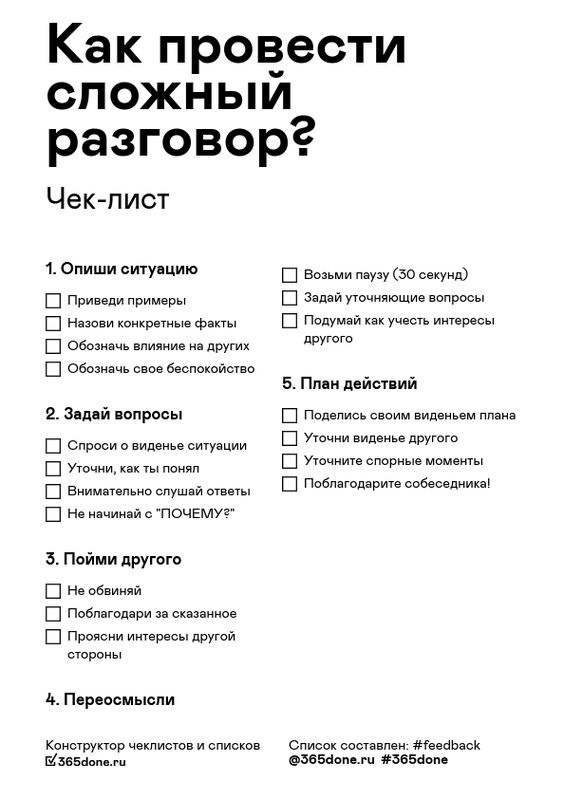 Как провести
сложный
разговор?
Чек-лист
1. Опиши ситуацию
Приведи примеры
Назови конкретные факты
Обозначь влияние на других
Обозначь свое беспокойство
2. Задай вопросы
Спроси о виденье ситуации
Уточни, как ты понял
Внимательно слушай ответы
Не начинай с "ПОЧЕМУ?"
3. Пойми другого
Не обвиняй
Поблагодари за сказанное
Проясни интересы другой
стороны
4. Переосмысли
Возьми паузу (30 секунд)
Задай уточняющие вопросы
Подумай как учесть интересы
другого
5. План действий
Поделись своим виденьем плана
Уточни виденье другого
Уточните спорные моменты
Поблагодарите собеседника!
Конструктор чеклистов и списков
365done.ru
Список составлен: #feedback
@365done.ru #365done